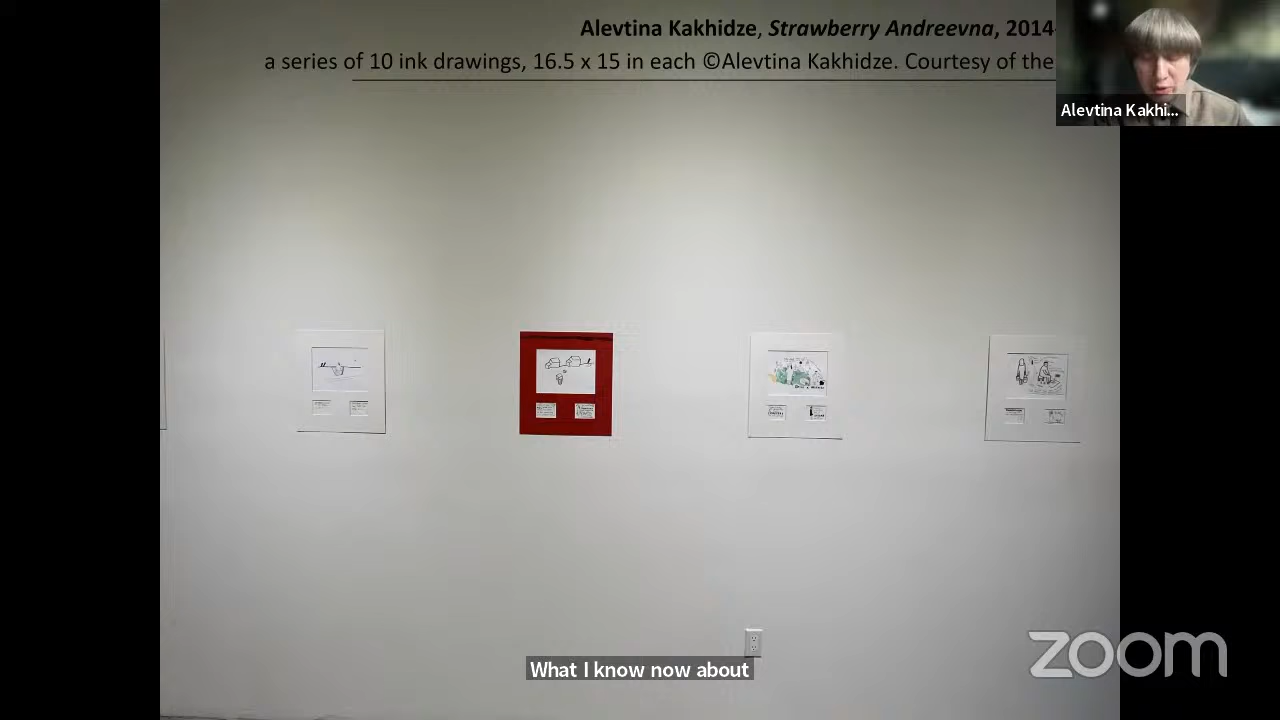 Alevtina Kakhidze, Strawberry Andreevna, 2014-
a series of 10 ink drawings, 16.5 x 15 in each ©Alevtina Kakhidze. Courtesy of the
Alevtina Kakhi...
What I know now about
zoom